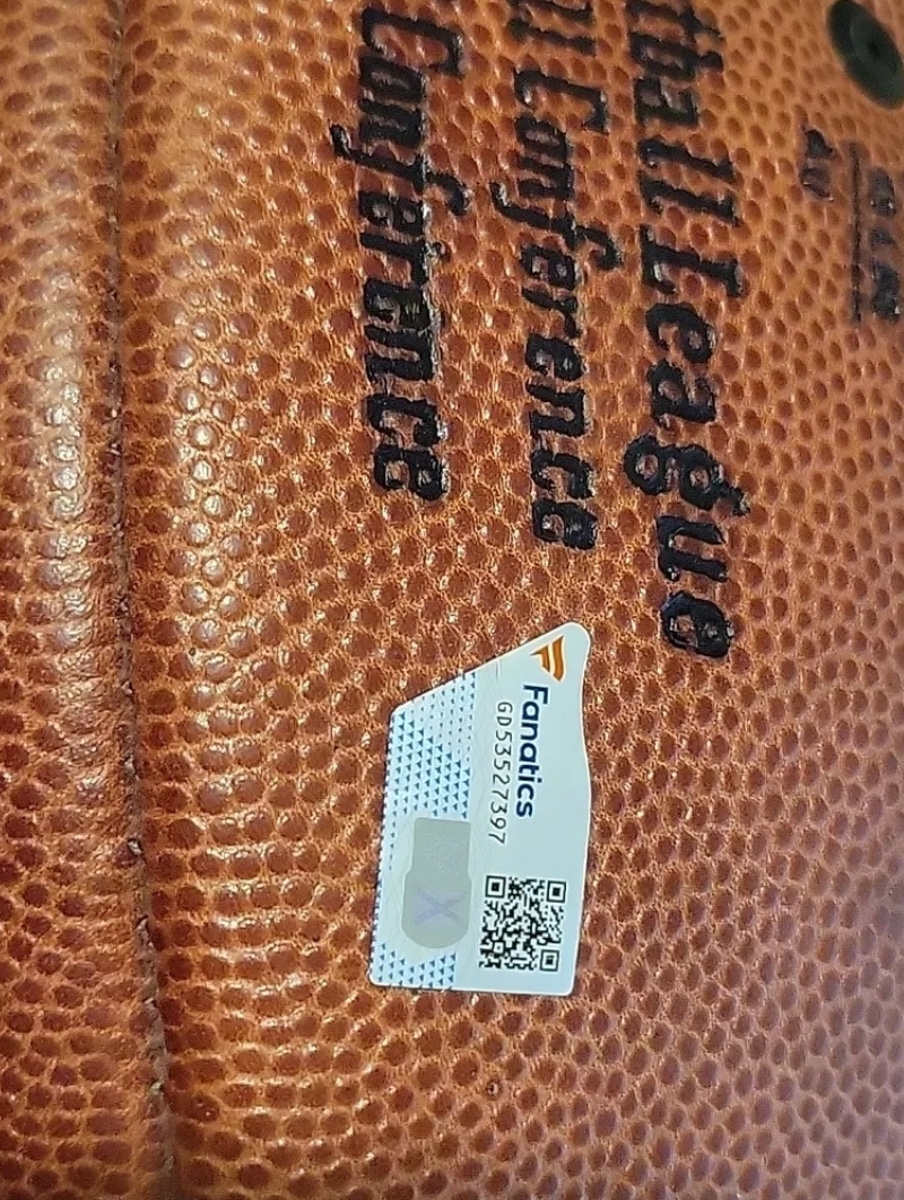 tball League
Conference
Conference
Fanatics
GD53527397
X